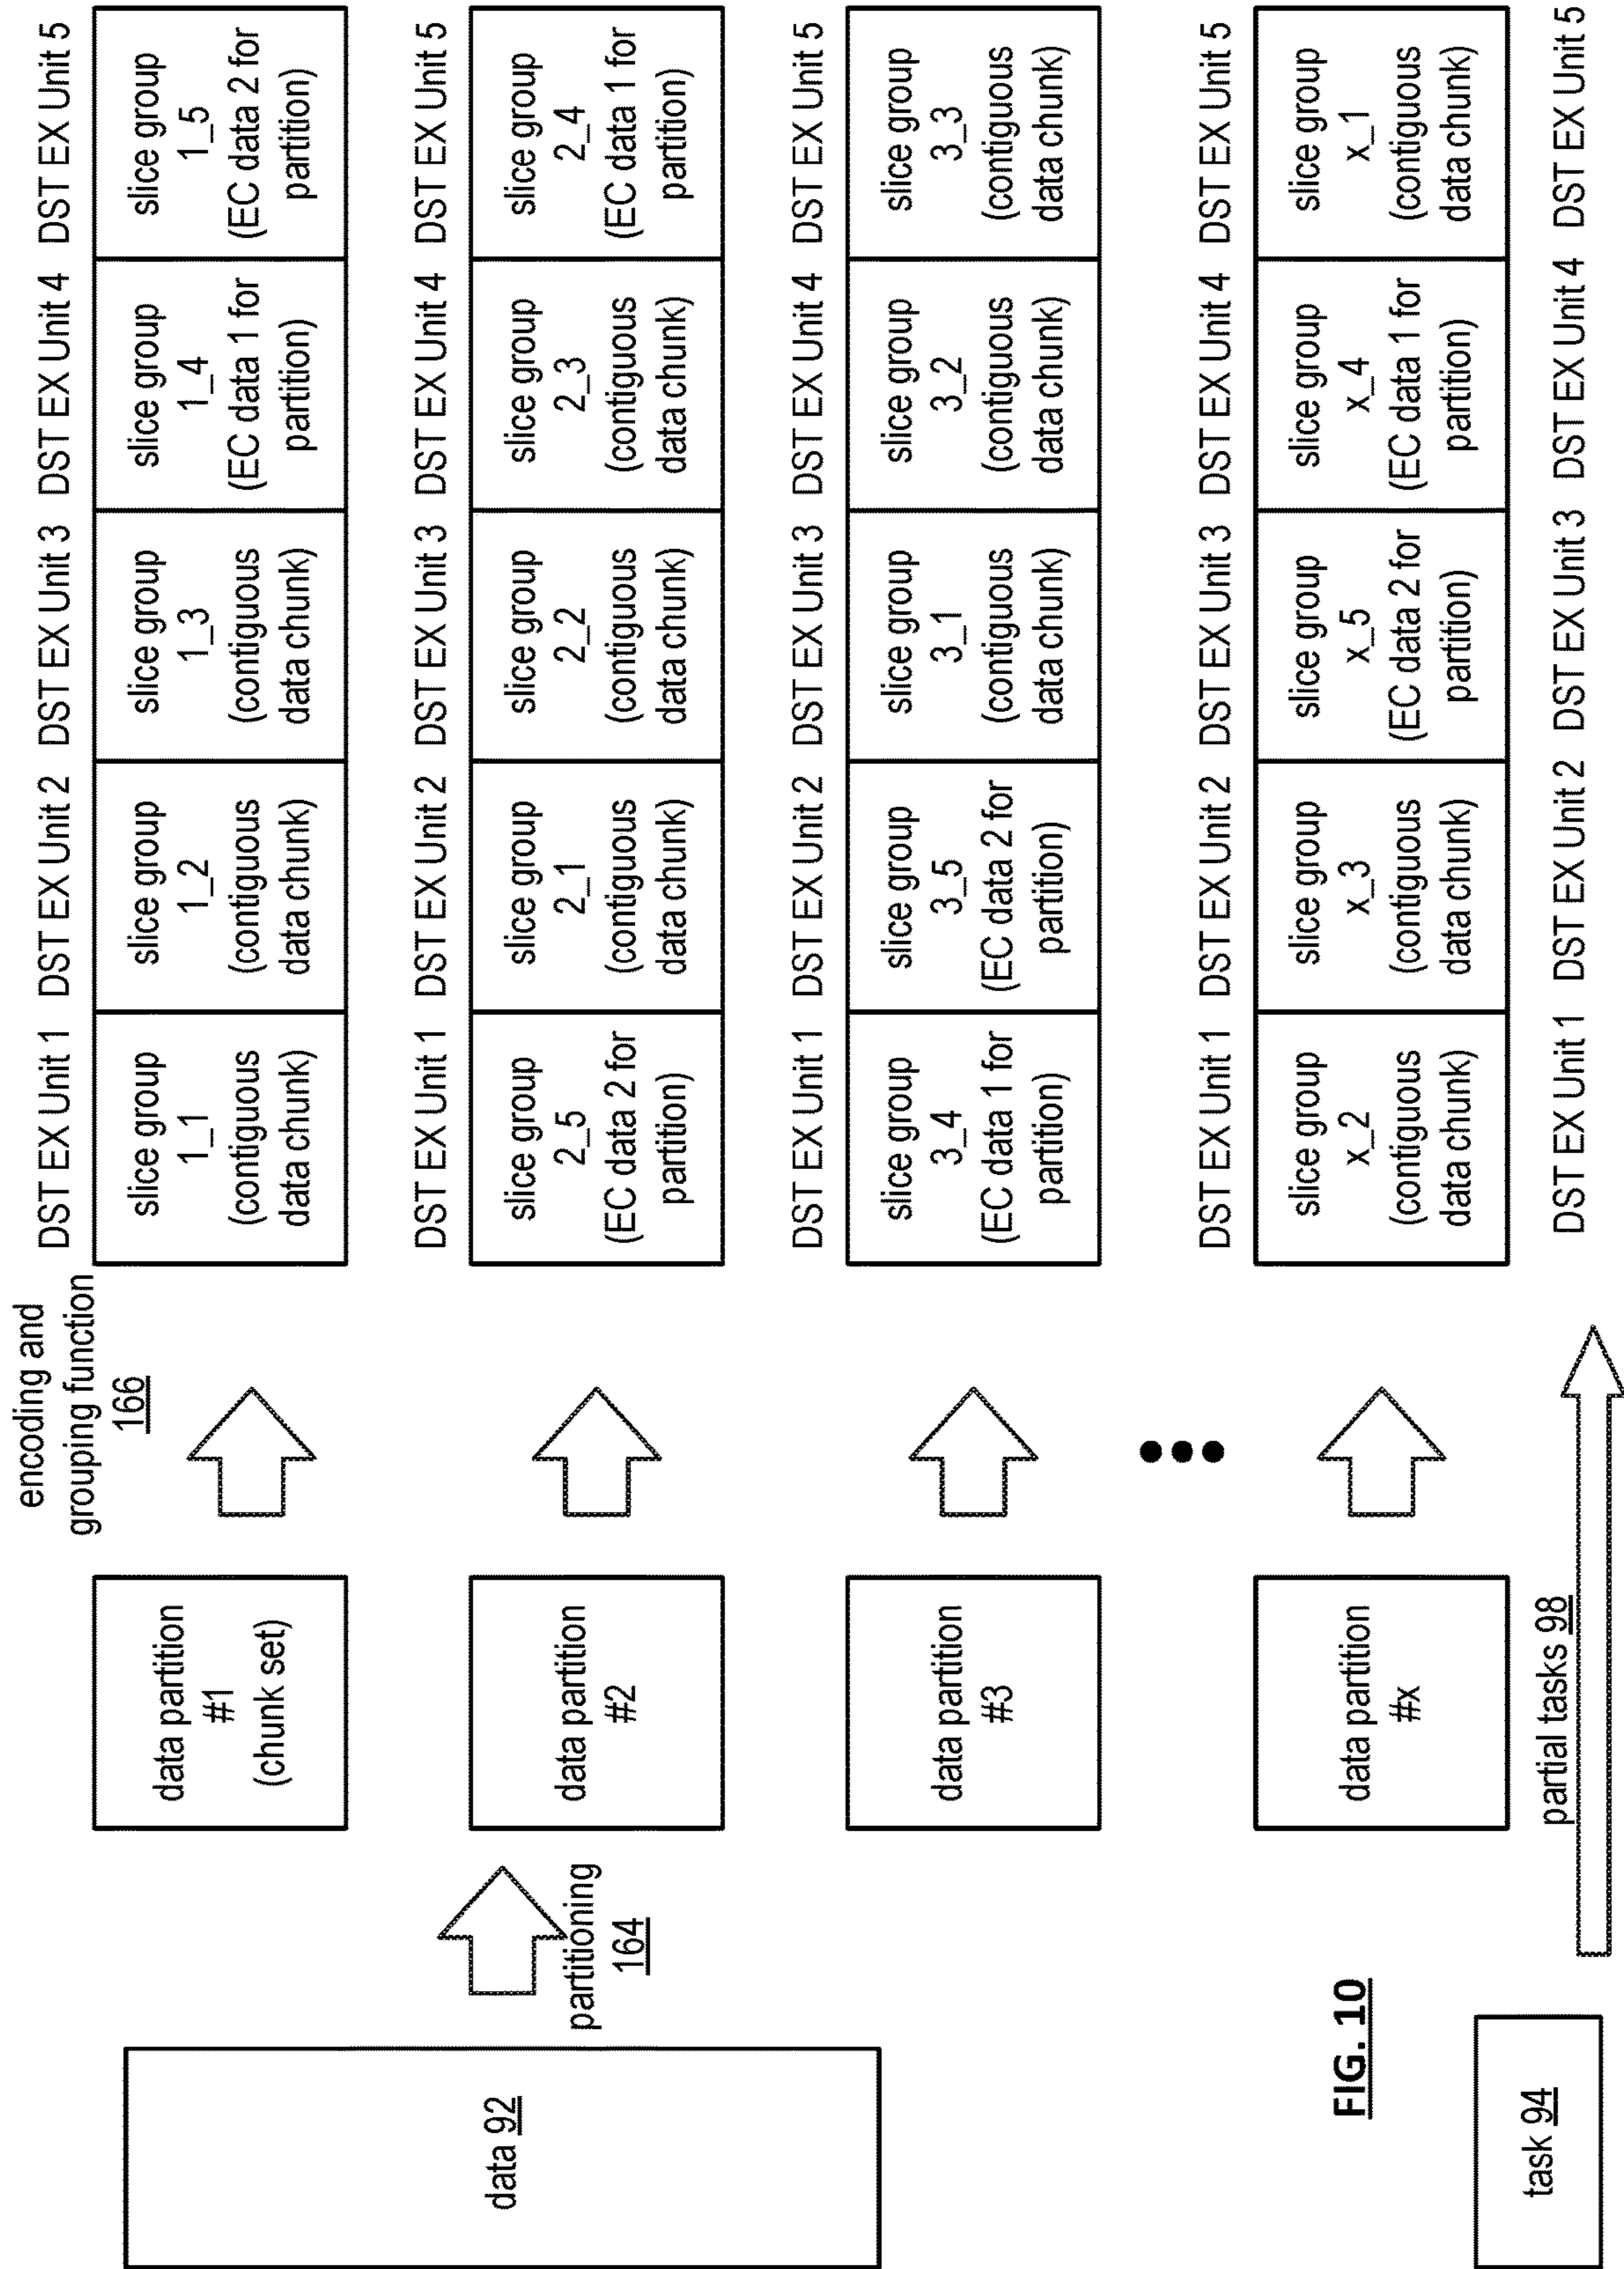 data 92
task 94
FIG. 10
partitioning
164
data partition
#1
(chunk set)
data partition
#2
data partition
#3
data partition
#x
partial tasks 98
encoding and
grouping function
166
DST EX Unit 1 DST EX Unit 2 DST EX Unit 3 DST EX Unit 4 DST EX Unit 5
slice group
1_1
(contiguous
data chunk)
slice group
1_2
(contiguous
data chunk)
slice group
1_3
(contiguous
data chunk)
slice group
1_4
(EC data 1 for
partition)
slice group
1_5
(EC data 2 for
partition)
DST EX Unit 1 DST EX Unit 2 DST EX Unit 3 DST EX Unit 4 DST EX Unit 5
slice group
2_5
(EC data 2 for
partition)
slice group
2_1
(contiguous
data chunk)
slice group
2_2
(contiguous
data chunk)
slice group
2_3
(contiguous
data chunk)
slice group
2_4
(EC data 1 for
partition)
DST EX Unit 1 DST EX Unit 2 DST EX Unit 3 DST EX Unit 4 DST EX Unit 5
slice group
3_4
(EC data 1 for
partition)
slice group
3_5
(EC data 2 for
partition)
slice group
3_1
(contiguous
data chunk)
slice group
3_2
(contiguous
data chunk)
slice group
3_3
(contiguous
data chunk)
DST EX Unit 1 DST EX Unit 2 DST EX Unit 3 DST EX Unit 4 DST EX Unit 5
slice group
x_2
(contiguous
data chunk)
slice group
x_3
(contiguous
data chunk)
slice group
x_5
(EC data 2 for
partition)
slice group
x_4
(EC data 1 for
partition)
slice group
x_1
(contiguous
data chunk)
DST EX Unit 1 DST EX Unit 2 DST EX Unit 3 DST EX Unit 4 DST EX Unit 5